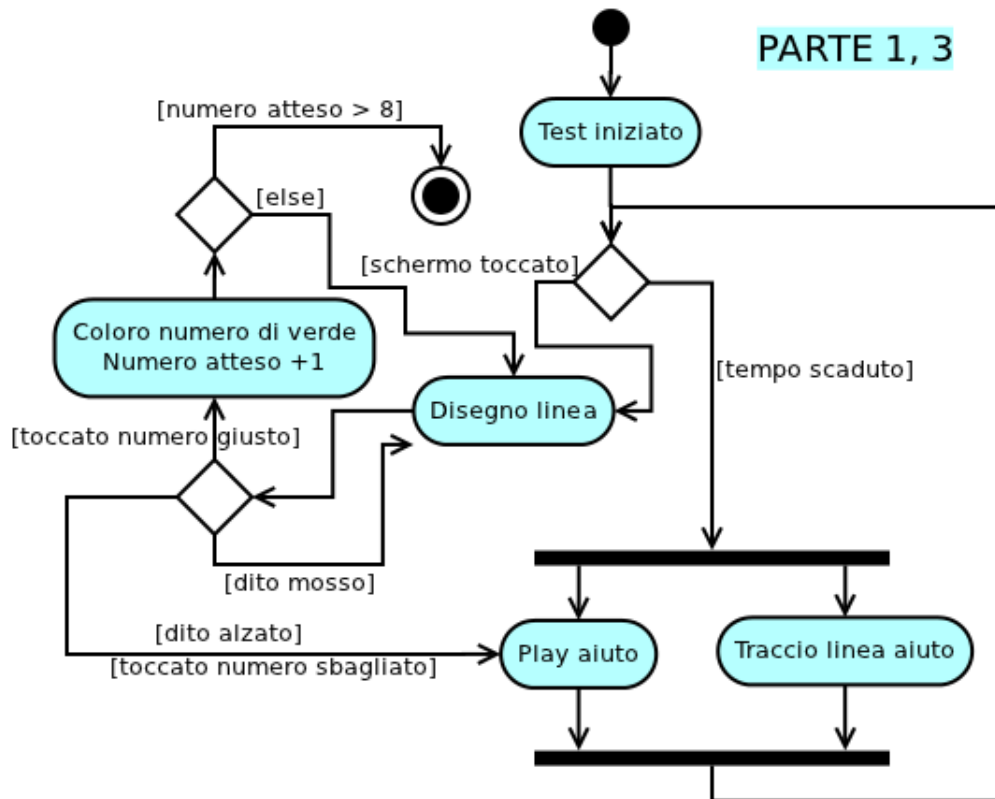 PARTE 1, 3
[numero atteso > 8]
Test iniziato
[else]
[schermo toccato]
Coloro numero di verde
Numero atteso +1
[tempo scaduto]
Disegno linea
[toccato numero giusto]
[dito mosso]
[dito alzato]
[toccato numero sbagliato]
Play aiuto
Traccio linea aiuto